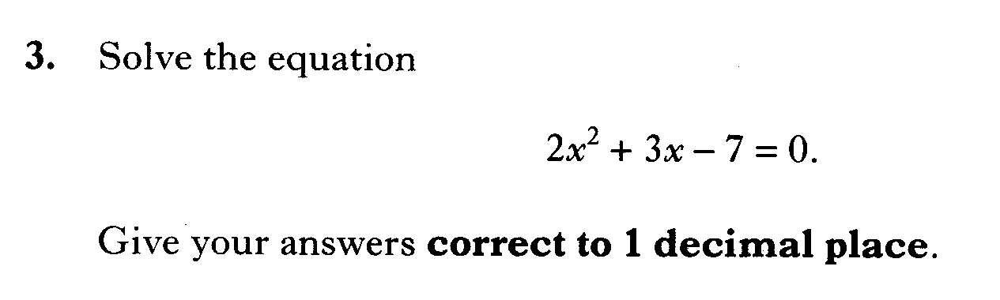 3. Solve the equation
2x² + 3x – 7 = 0.
Give your answers correct to 1 decimal place.